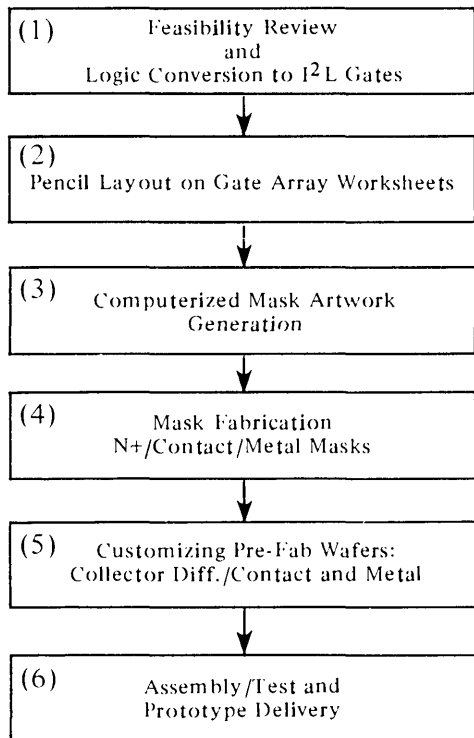 (1)
Feasibility Review
and
Logic Conversion to I²L Gates
(2)
Pencil Layout on Gate Array Worksheets
(3)
Computerized Mask Artwork
Generation
(4)
Mask Fabrication
N+/Contact/Metal Masks
(5)
Customizing Pre-Fab Wafers:
Collector Diff./Contact and Metal
(6)
Assembly/Test and
Prototype Delivery